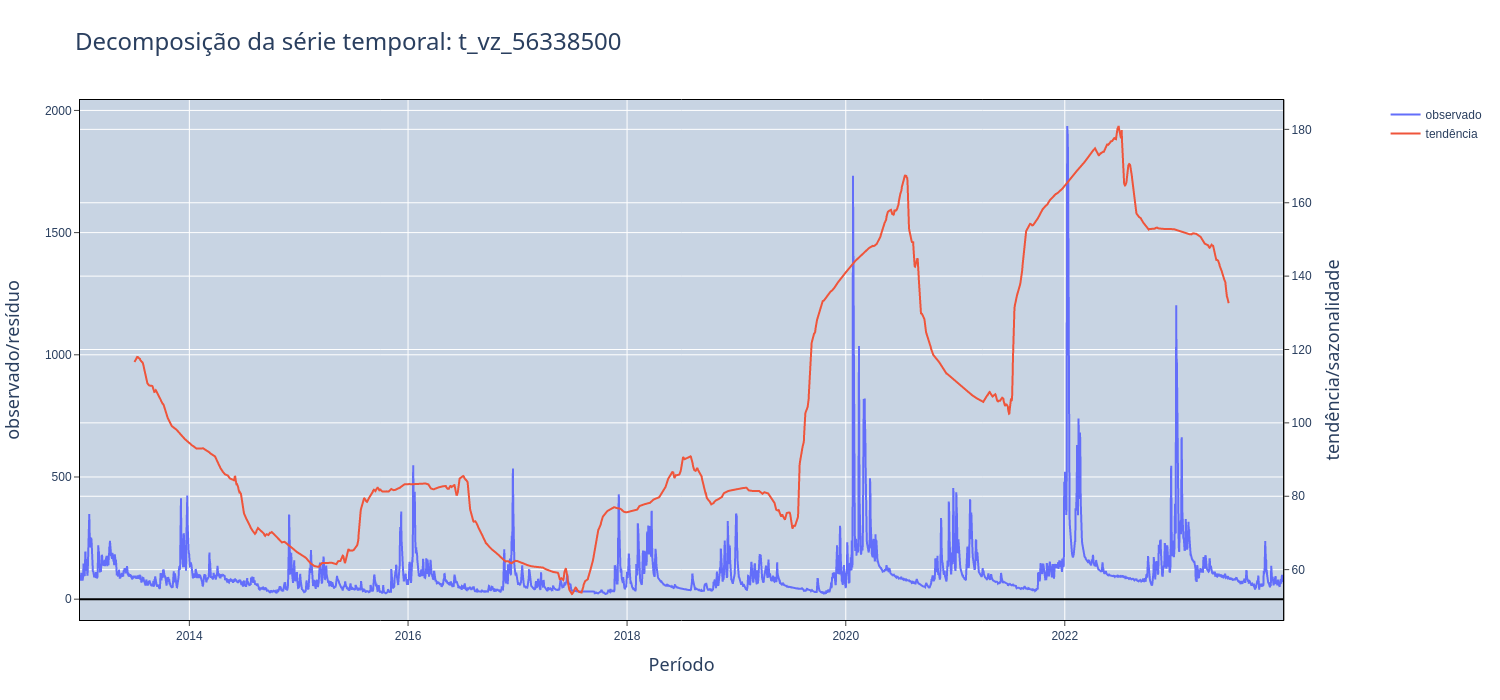 Decomposição da série temporal: t_vz_56338500
observado
tendência
observado/resíduo
2000
1500
1000
500
0
180
160
140
120
100
80
60
tendência/sazonalidade
2014
2016
2018
2020
2022
Período